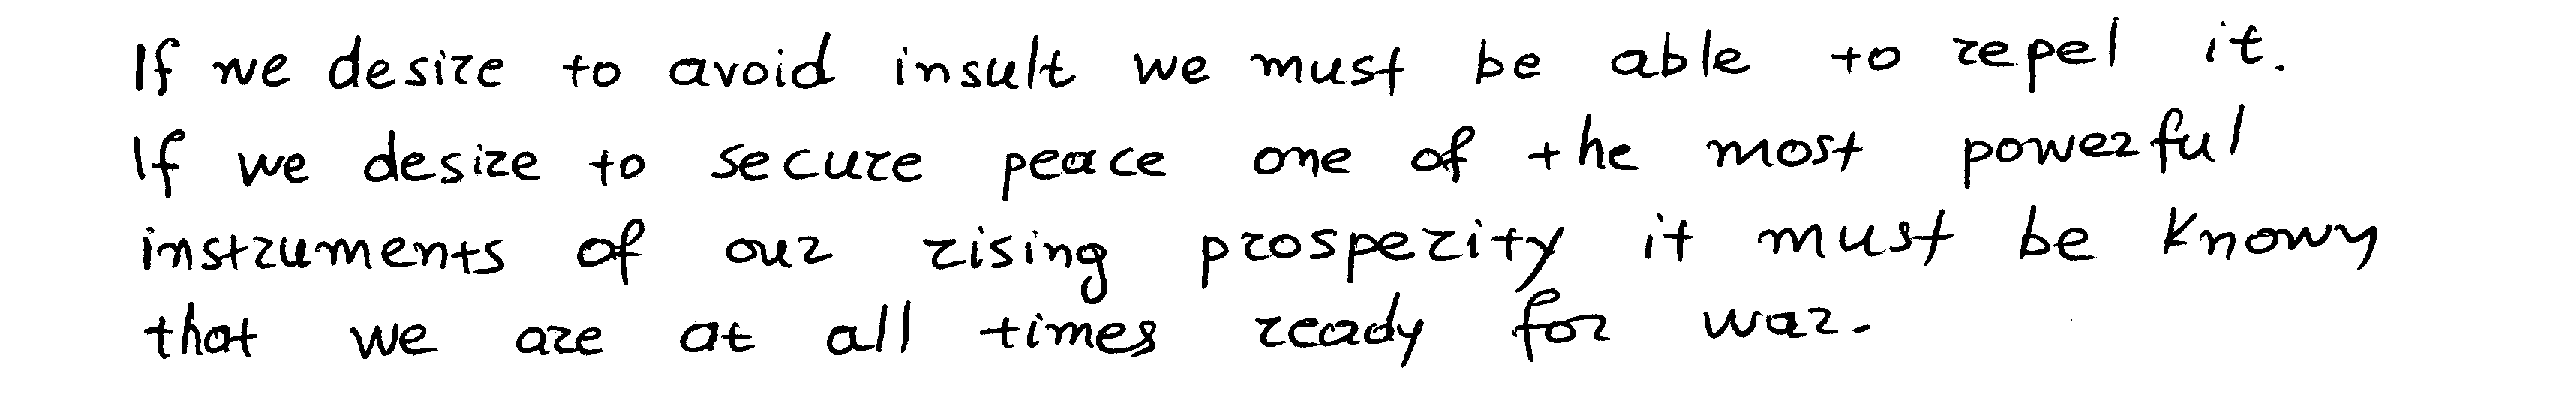 If we desire to avoid insult we must be able to repel it.
If we desire to secure peace one of the most powerful
instruments of our rising prosperity it must be known
that we are at all times ready for war.